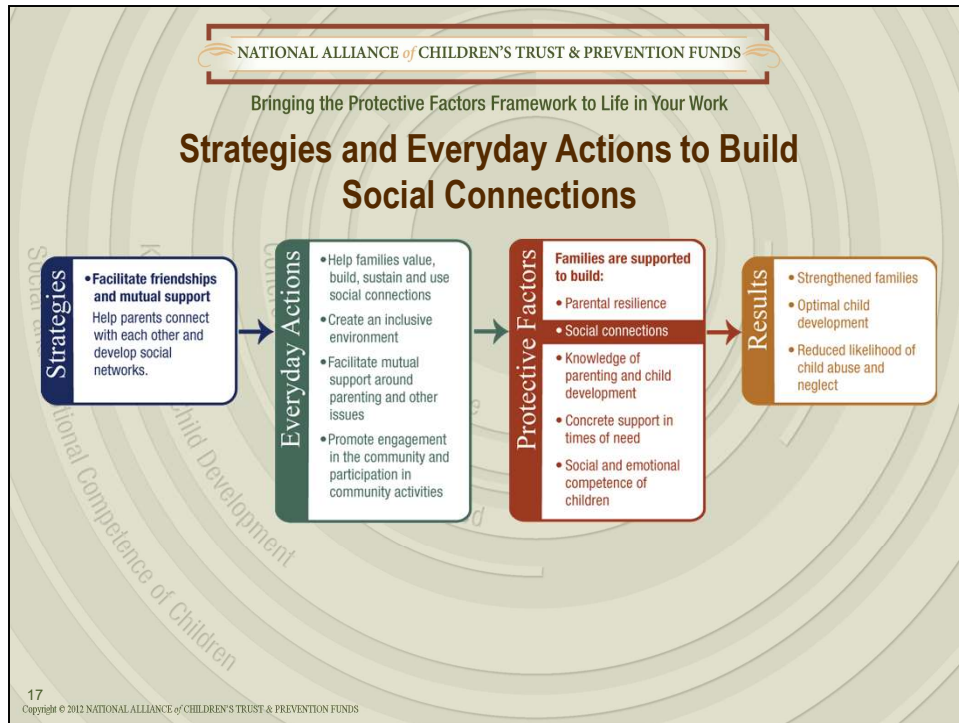 NATIONAL ALLIANCE of CHILDREN'S TRUST & PREVENTION FUNDS
Bringing the Protective Factors Framework to Life in Your Work
Strategies and Everyday Actions to Build
Social Connections
Strategies
•Facilitate friendships
and mutual support
Help parents connect
with each other and
develop social
networks.
Everyday Actions
•Help families value,
build, sustain and use
social connections
•Create an inclusive
environment
•Facilitate mutual
support around
parenting and other
issues
•Promote engagement
in the community and
participation in
community activities
Protective Factors
Families are supported
to build:
• Parental resilience
• Social connections
• Knowledge of
parenting and child
development
• Concrete support in
times of need
• Social and emotional
competence of
children
Results
• Strengthened families
• Optimal child
development
• Reduced likelihood of
child abuse and
neglect
Social and
tional Competence of Children
Child Development
17
Copyright © 2012 NATIONAL ALLIANCE of CHILDREN'S TRUST & PREVENTION FUNDS